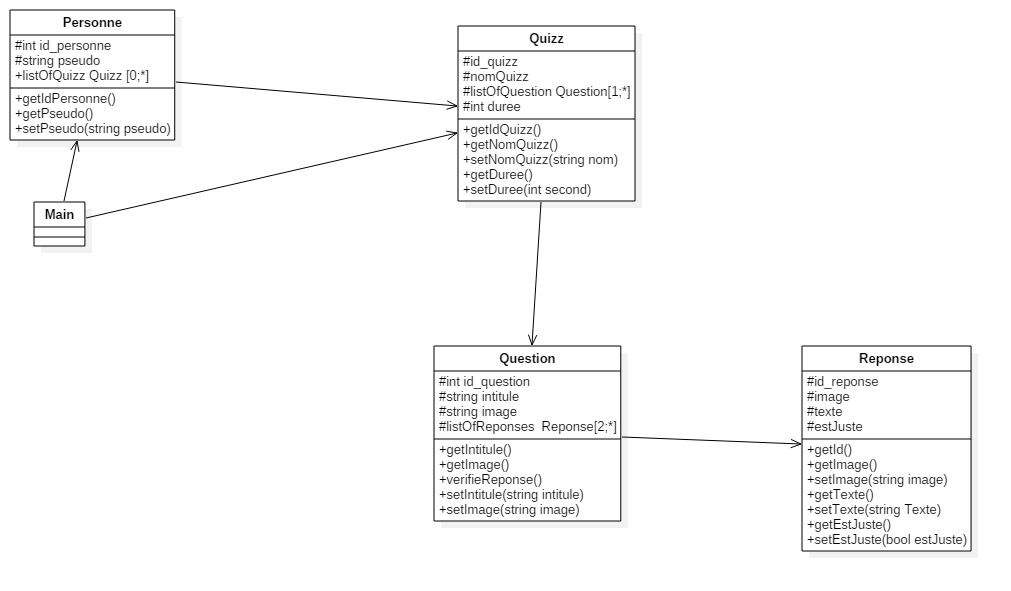 Personne
#int id_personne
#string pseudo
+listOfQuizz Quizz [0;*]
+getIdPersonne()
+getPseudo()
+setPseudo(string pseudo)
Main
Quizz
#id_quizz
#nomQuizz
#listOfQuestion Question[1;*]
#int duree
+getIdQuizz()
+getNomQuizz()
+setNomQuizz(string nom)
+getDuree()
+setDuree(int second)
Question
#int id_question
#string intitule
#string image
#listOfReponses  Reponse[2;*]
+getIntitule()
+getImage()
+verifieReponse()
+setIntitule(string intitule)
+setImage(string image)
Reponse
#id_reponse
#image
#texte
#estJuste
+getId()
+getImage()
+setImage(string image)
+getTexte()
+setTexte(string Texte)
+getEstJuste()
+setEstJuste(bool estJuste)